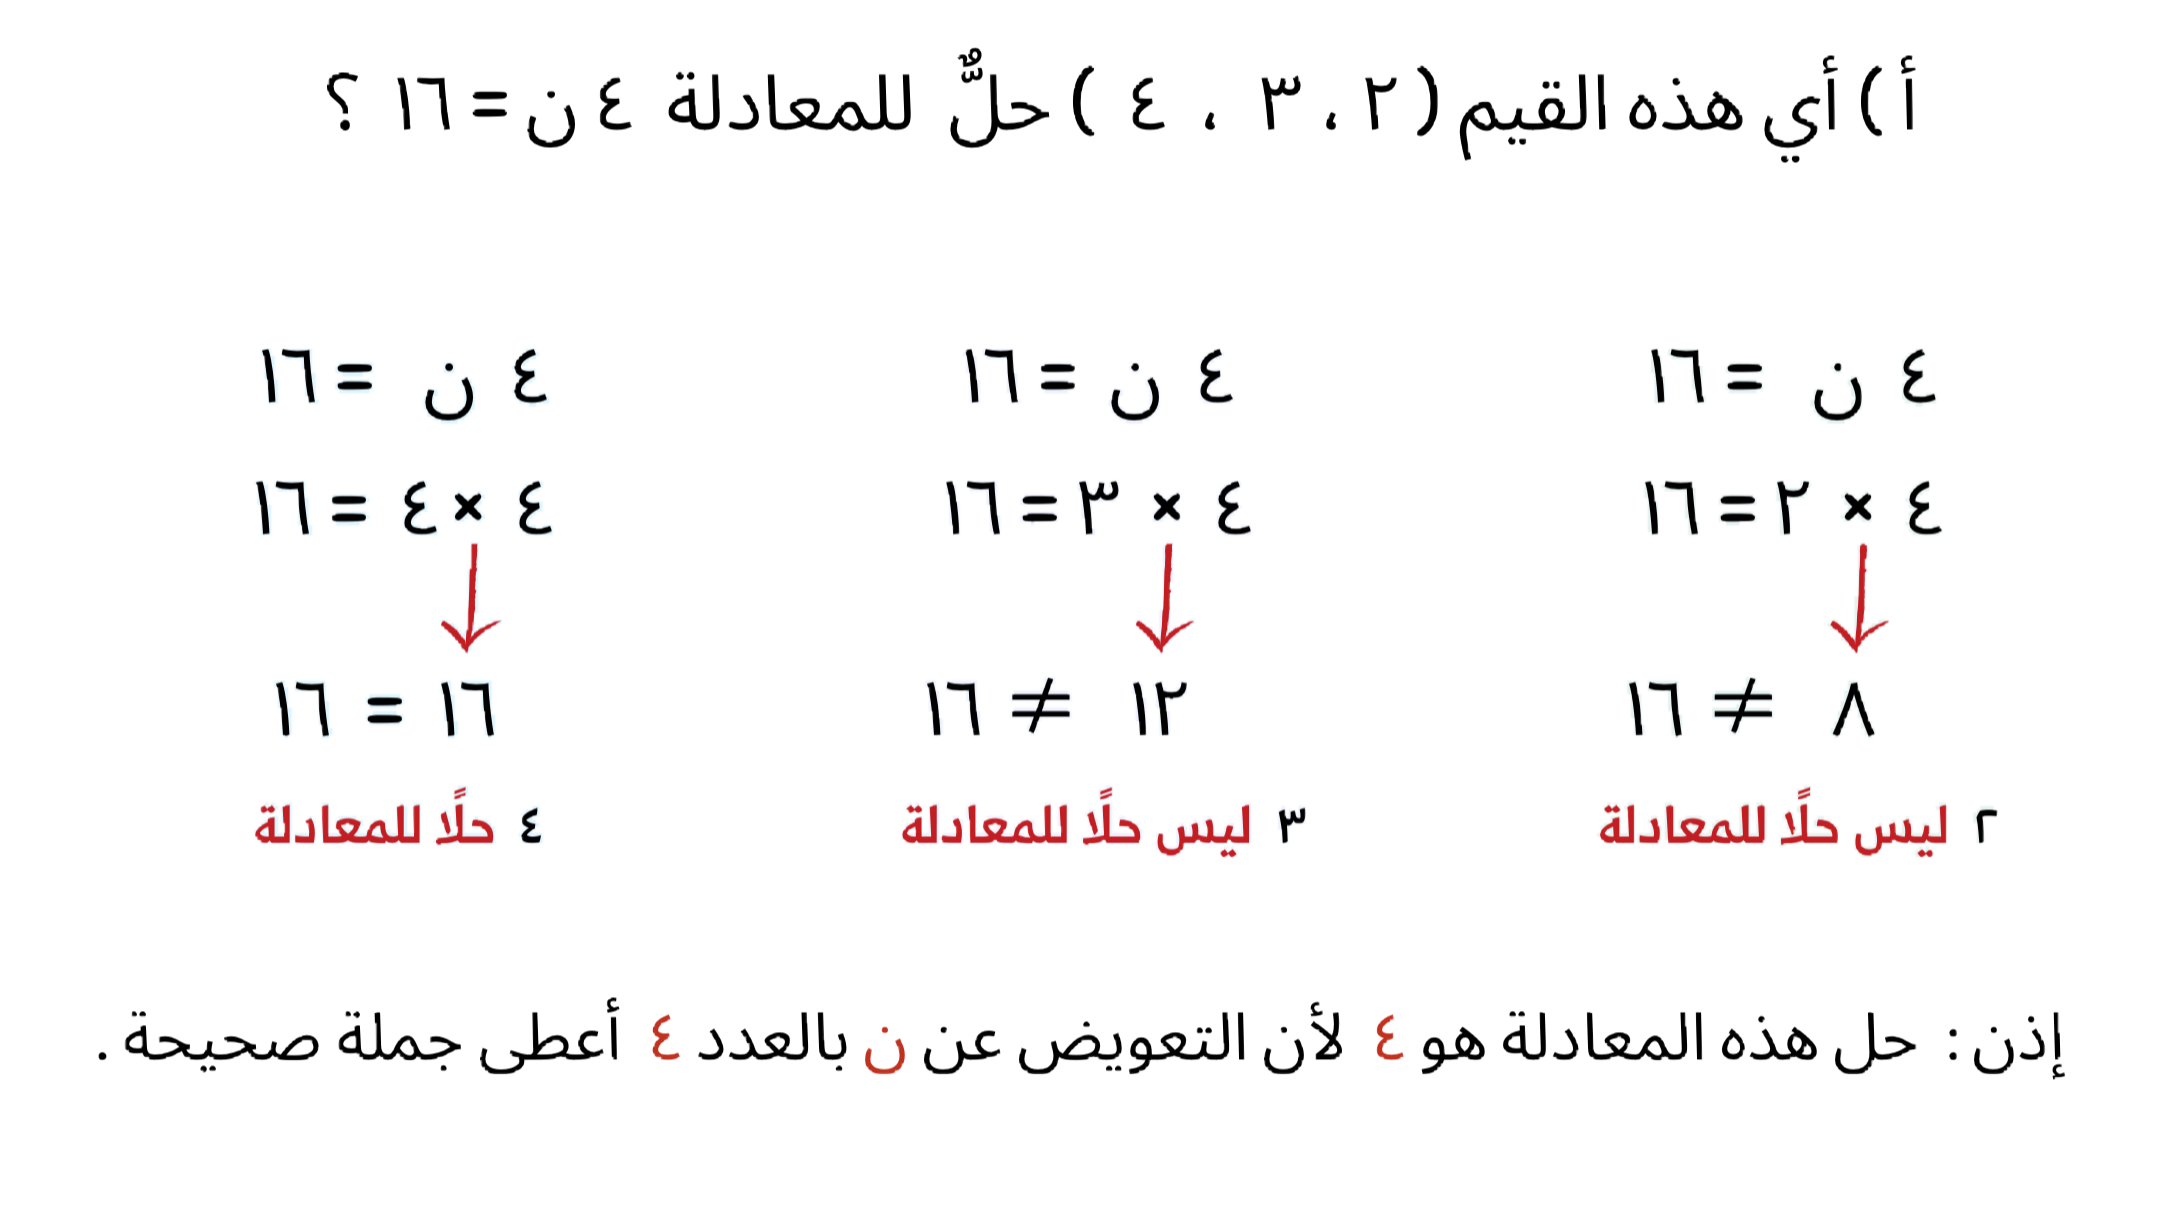 أ ) أي هذه القيم ( ٢ ، ٣ ، ٤ ) حلٌّ للمعادلة ٤ ن = ١٦ ؟
٤ ن = ١٦
٤ × ٢ = ١٦
٨ ≠ ١٦
٢ ليس حلًا للمعادلة
٤ ن = ١٦
٤ × ٣ = ١٦
١٢ ≠ ١٦
٣ ليس حلًا للمعادلة
٤ ن = ١٦
٤ × ٤ = ١٦
١٦ = ١٦
٤ حلًا للمعادلة
إذن : حل هذه المعادلة هو ٤ لأن التعويض عن ن بالعدد ٤ أعطى جملة صحيحة .